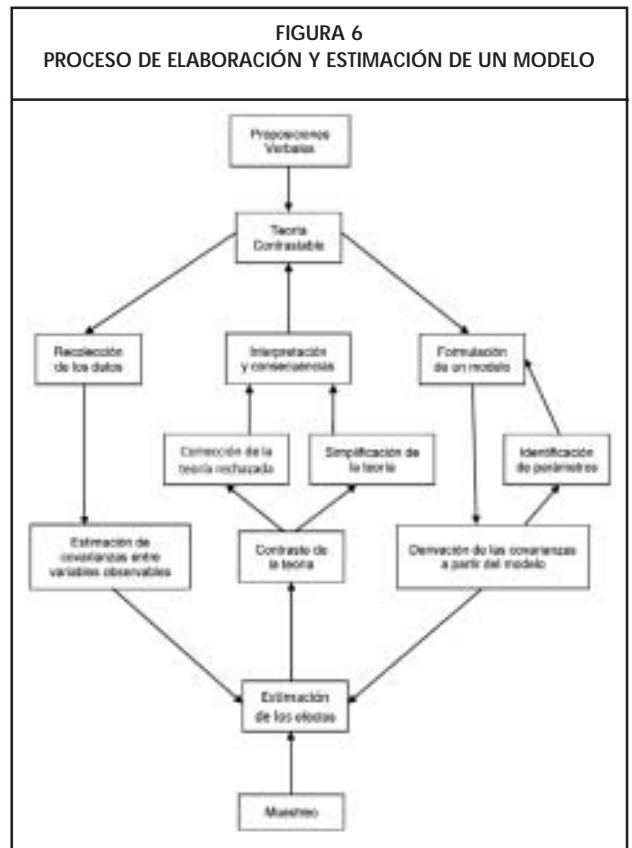 FIGURA 6
PROCESO DE ELABORACIÓN Y ESTIMACIÓN DE UN MODELO
Proposiciones
Verbales
Teoría
Contrastable
Recolección
de los datos
Interpretación
y consecuencias
Formulación
de un modelo
Corrección de la
teoría rechazada
Simplificación de
la teoría
Identificación
de parámetros
Estimación de
covarianzas entre
variables observables
Contraste de
la teoría
Derivación de las covarianzas
a partir del modelo
Estimación
de los efectos
Muestreo